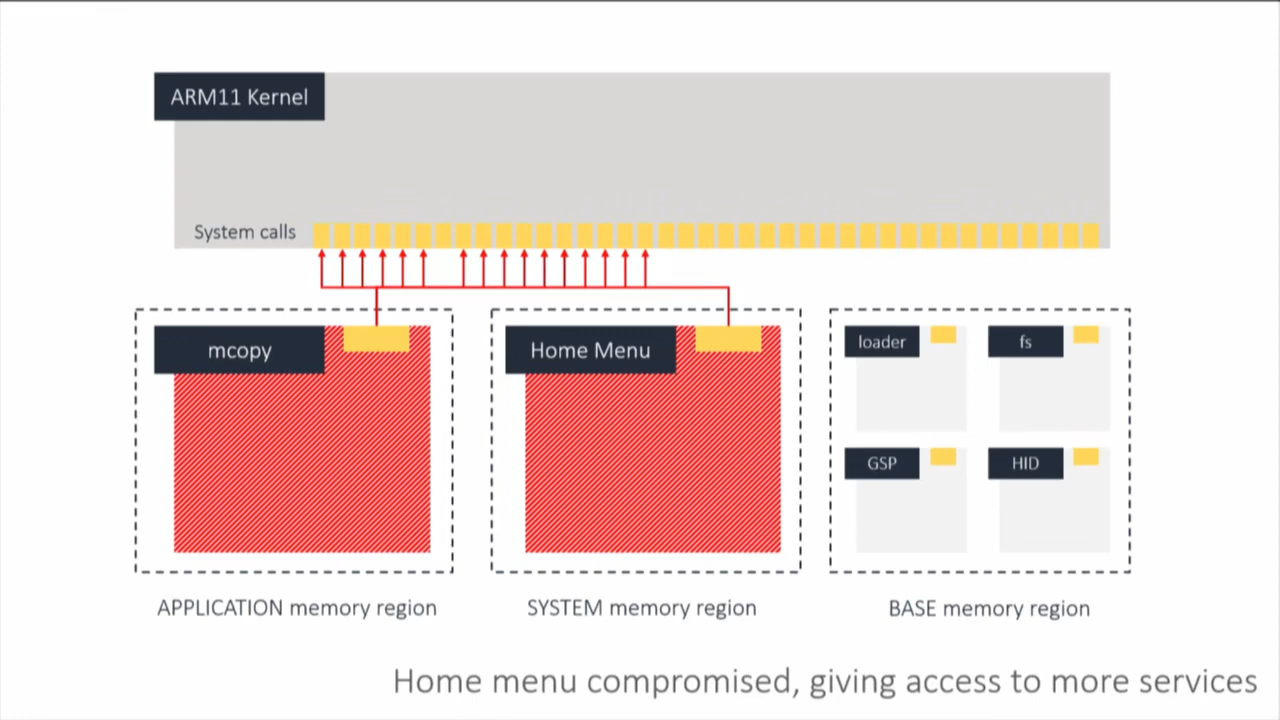 ARM11 Kernel
System calls
mcopy
Home Menu
loader
fs
GSP
HID
APPLICATION memory region
SYSTEM memory region
BASE memory region
Home menu compromised, giving access to more services